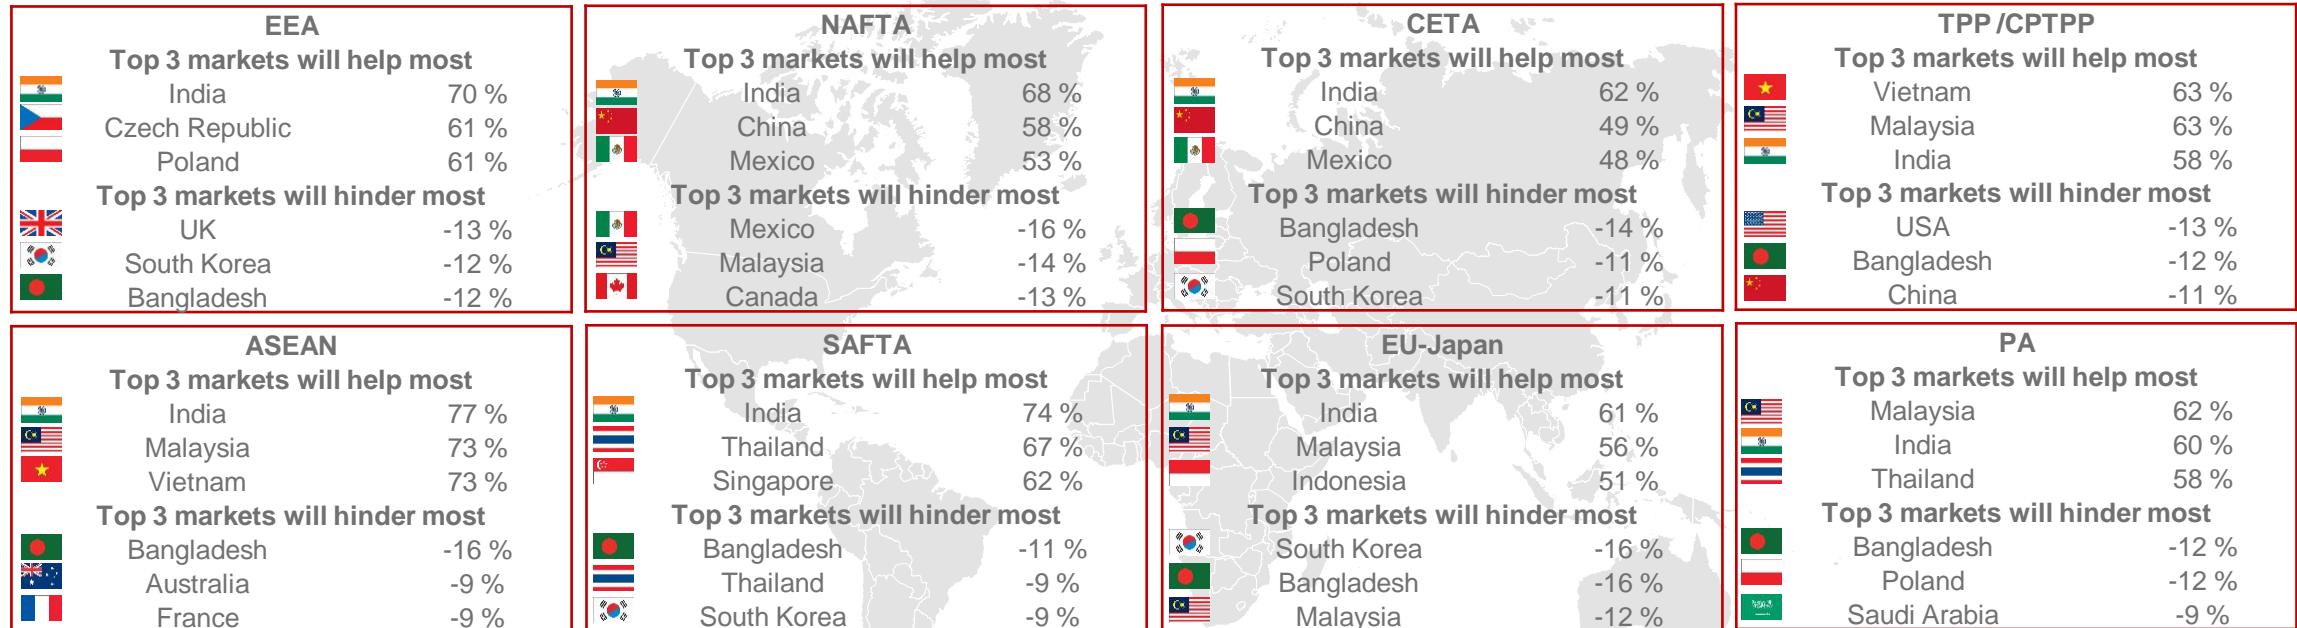 EEA
Top 3 markets will help most
India 70 %
Czech Republic 61 %
Poland 61 %
Top 3 markets will hinder most
UK -13 %
South Korea -12 %
Bangladesh -12 %
NAFTA
Top 3 markets will help most
India 68 %
China 58 %
Mexico 53 %
Top 3 markets will hinder most
Mexico -16 %
Malaysia -14 %
Canada -13 %
CETA
Top 3 markets will help most
India 62 %
China 49 %
Mexico 48 %
Top 3 markets will hinder most
Bangladesh -14 %
Poland -11 %
South Korea -11 %
TPP /CPTPP
Top 3 markets will help most
Vietnam 63 %
Malaysia 63 %
India 58 %
Top 3 markets will hinder most
USA -13 %
Bangladesh -12 %
China -11 %
ASEAN
Top 3 markets will help most
India 77 %
Malaysia 73 %
Vietnam 73 %
Top 3 markets will hinder most
Bangladesh -16 %
Australia -9 %
France -9 %
SAFTA
Top 3 markets will help most
India 74 %
Thailand 67 %
Singapore 62 %
Top 3 markets will hinder most
Bangladesh -11 %
Thailand -9 %
South Korea -9 %
EU-Japan
Top 3 markets will help most
India 61 %
Malaysia 56 %
Indonesia 51 %
Top 3 markets will hinder most
South Korea -16 %
Bangladesh -16 %
Malaysia -12 %
PA
Top 3 markets will help most
Malaysia 62 %
India 60 %
Thailand 58 %
Top 3 markets will hinder most
Bangladesh -12 %
Poland -12 %
Saudi Arabia -9 %